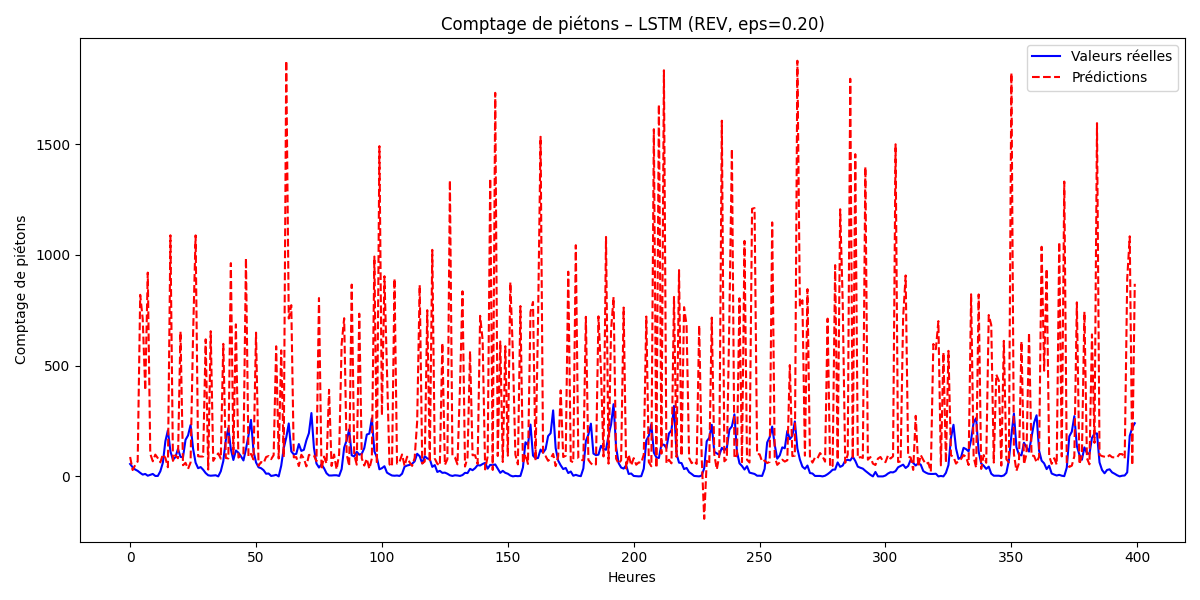 Comptage de piétons – LSTM (REV, eps=0.20)
Valeurs réelles
Prédictions
Comptage de piétons
1500
1000
500
0
0 50 100 150 200 250 300 350 400
Heures